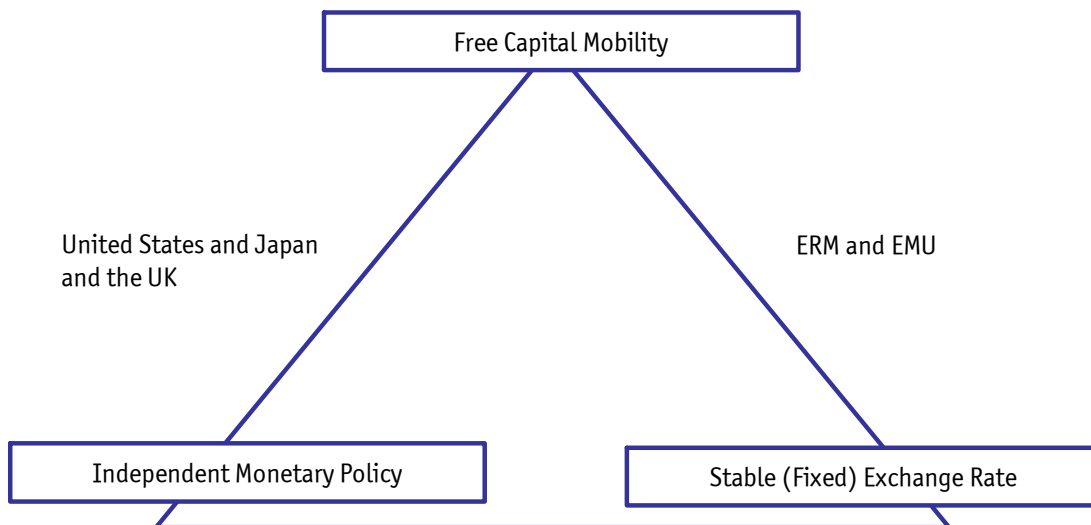 Free Capital Mobility
United States and Japan
and the UK
ERM and EMU
Independent Monetary Policy
Stable (Fixed) Exchange Rate